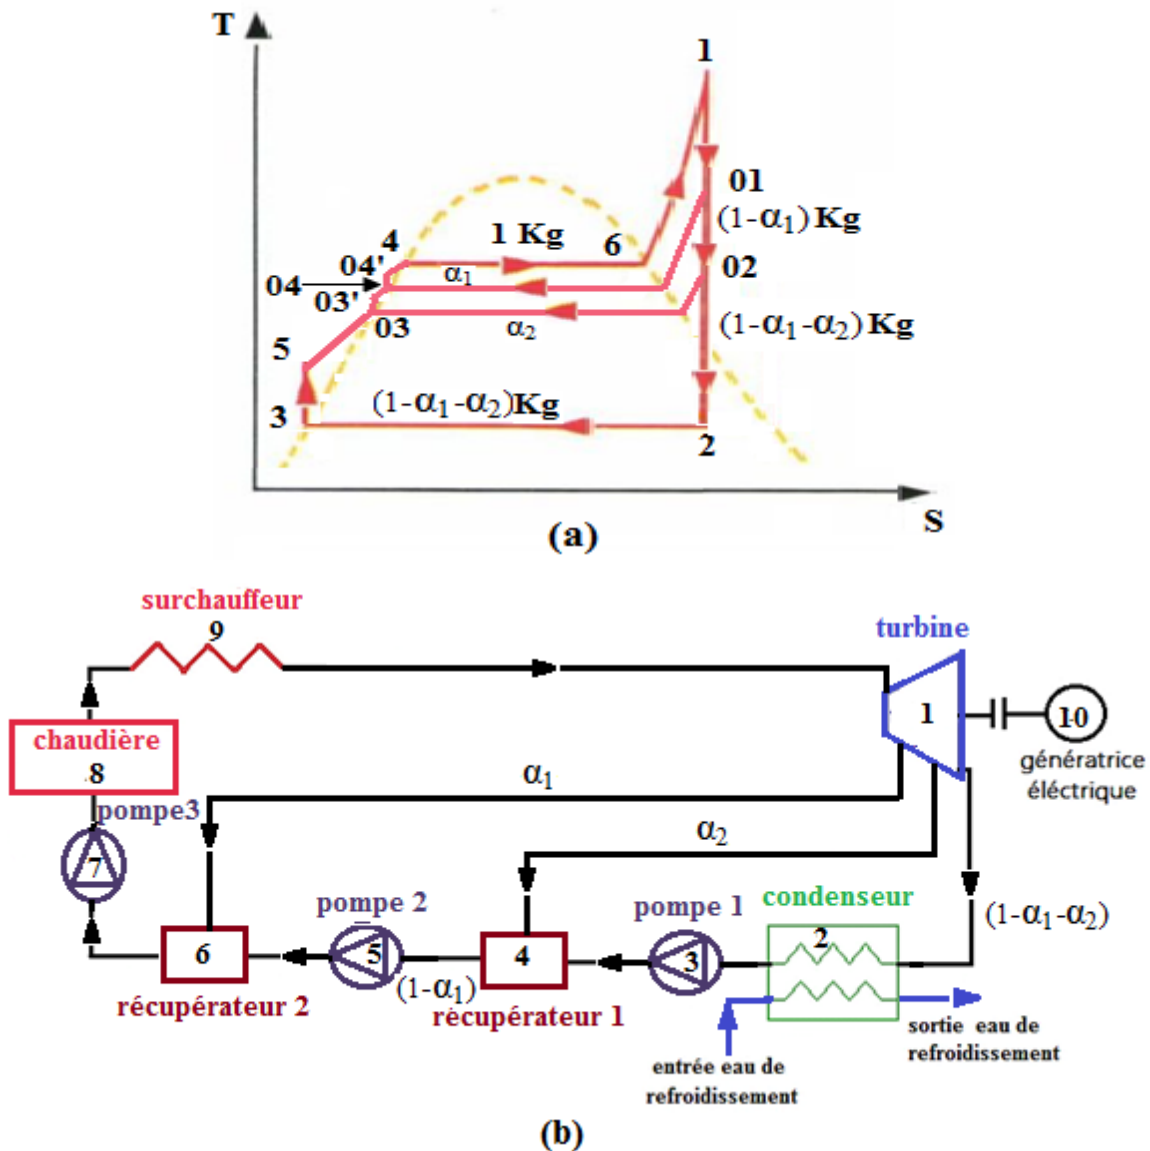 T
1
01
(1-α1) Kg
4
1 Kg
6
02
04'
α1
04
03'
03
α2
(1-α1-α2) Kg
5
3
(1-α1-α2)Kg
2
S
(a)
surchauffeur
9
turbine
1
10
génératrice
éléctrique
chaudière
8
α1
pompe3
7
α2
pompe 2
pompe 1
condenseur
(1-α1-α2)
6
5
4
3
2
(1-α1)
récupérateur 2
rècupérateur 1
sortie eau de
refroidissement
entrée eau de
refroidissement
(b)